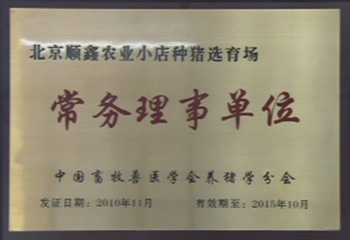 北京顺鑫农业小店种猪选育场
常务理事单位
中国畜牧兽医学会养猪学分会
发证日期：2010年11月 有效期至：2015年10月